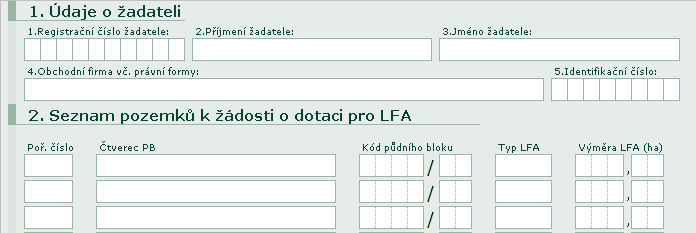 1. Údaje o žadateli
1.Registrační číslo žadatele: 2.Příjmení žadatele: 3.Jméno žadatele:
4.Obchodní firma vč. právní formy: 5.Identifikační číslo:
2. Seznam pozemků k žádosti o dotaci pro LFA
Poř. číslo Čtverec PB Kód půdního bloku Typ LFA Výměra LFA (ha)
/ ,
/ ,
/ ,